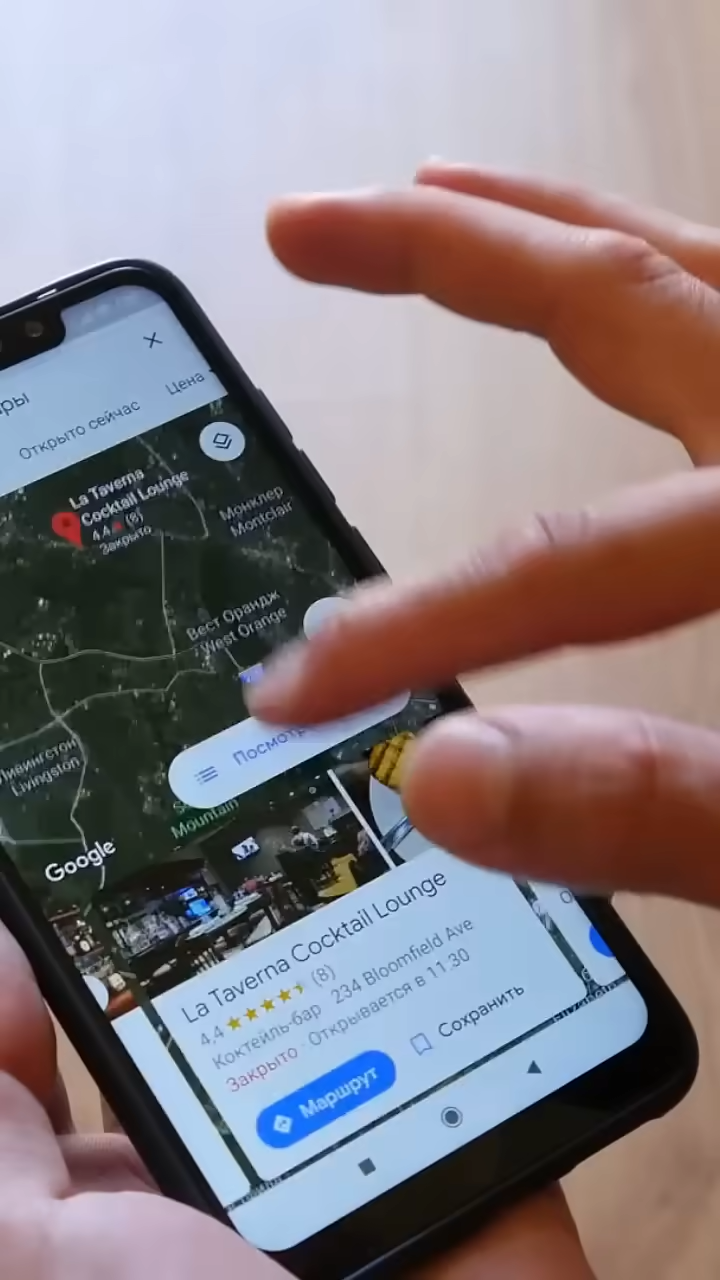 Цена
Открыто сейчас
La Taverna
Cocktail Lounge
4,4 (8)
Закрыто
Монклер
Montclair
Вест Орандж
West Orange
Ливингстон
Livingston
Mountain
Google
La Taverna Cocktail Lounge
4,4 (8)
Коктейль-бар · 234 Bloomfield Ave
Закрыто · Открывается в 11:30
Сохранить
Маршрут